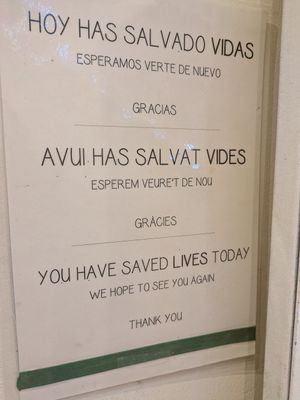 HOY HAS SALVADO VIDAS
ESPERAMOS VERTE DE NUEVO
GRACIAS
AVUI HAS SALVAT VIDES
ESPEREM VEURE'T DE NOU
GRÀCIES
YOU HAVE SAVED LIVES TODAY
WE HOPE TO SEE YOU AGAIN
THANK YOU